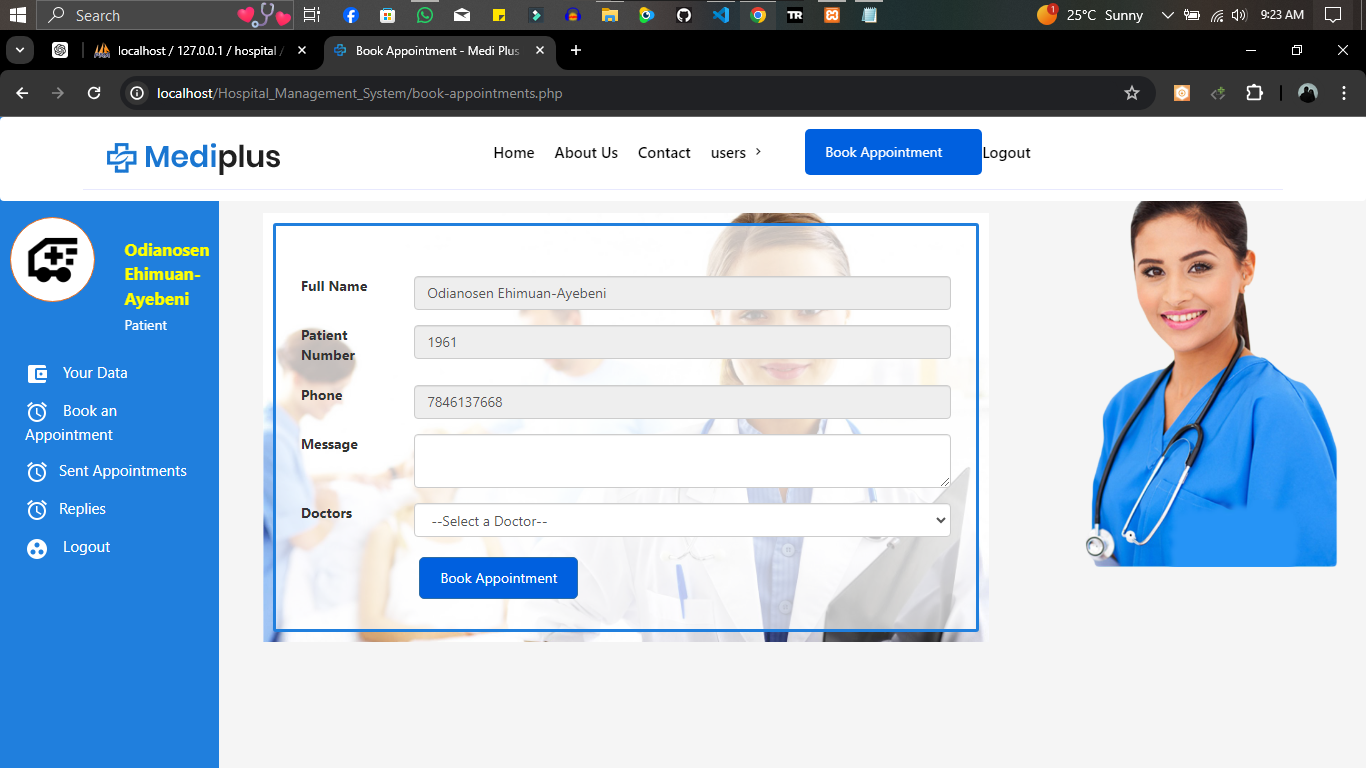 Search
25°C Sunny
9:23 AM
localhost / 127.0.0.1 / hospital /
Book Appointment - Medi Plus
localhost/Hospital_Management_System/book-appointments.php
Mediplus
Home
About Us
Contact
users
Book Appointment
Logout
Odianosen
Ehimuan-
Ayebeni
Patient
Your Data
Book an
Appointment
Sent Appointments
Replies
Logout
Full Name
Odianosen Ehimuan-Ayebeni
Patient
Number
1961
Phone
7846137668
Message
Doctors
--Select a Doctor--
Book Appointment